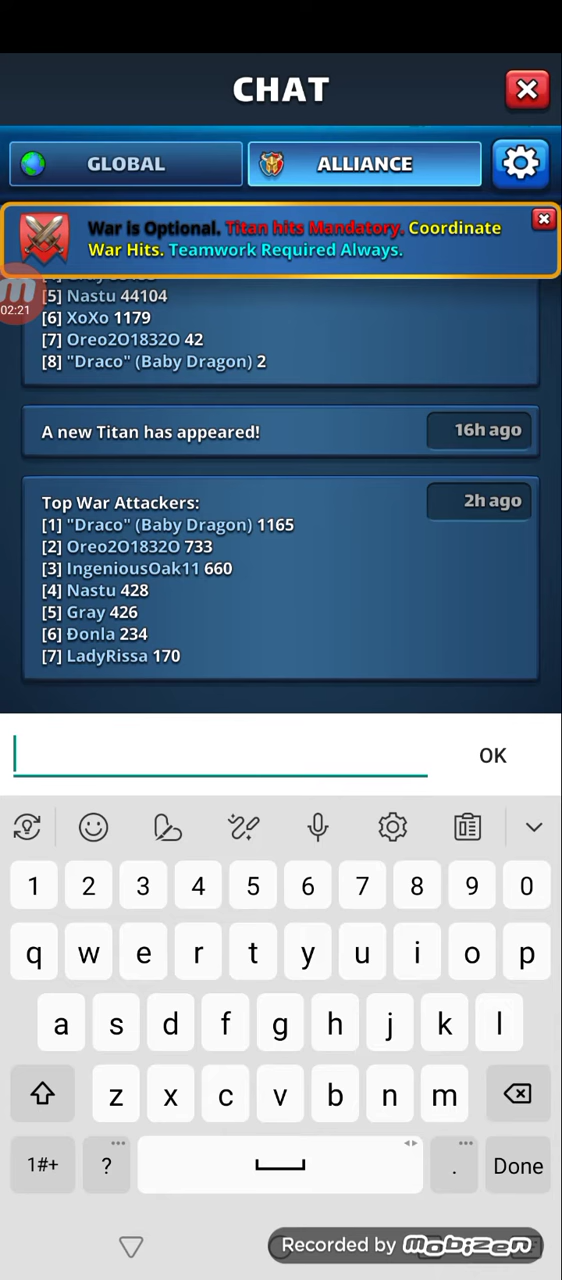 CHAT
GLOBAL
ALLIANCE
War is Optional. Titan hits Mandatory. Coordinate
War Hits. Teamwork Required Always.
02:21
[5] Nastu 44104
[6] XoXo 1179
[7] Oreo2O1832O 42
[8] "Draco" (Baby Dragon) 2
A new Titan has appeared!
16h ago
Top War Attackers:
2h ago
[1] "Draco" (Baby Dragon) 1165
[2] Oreo2O1832O 733
[3] IngeniousOak11 660
[4] Nastu 428
[5] Gray 426
[6] Đonla 234
[7] LadyRissa 170
OK
1 2 3 4 5 6 7 8 9 0
q w e r t y u i o p
a s d f g h j k l
z x c v b n m
1#+ ? . Done
Recorded by mobizen